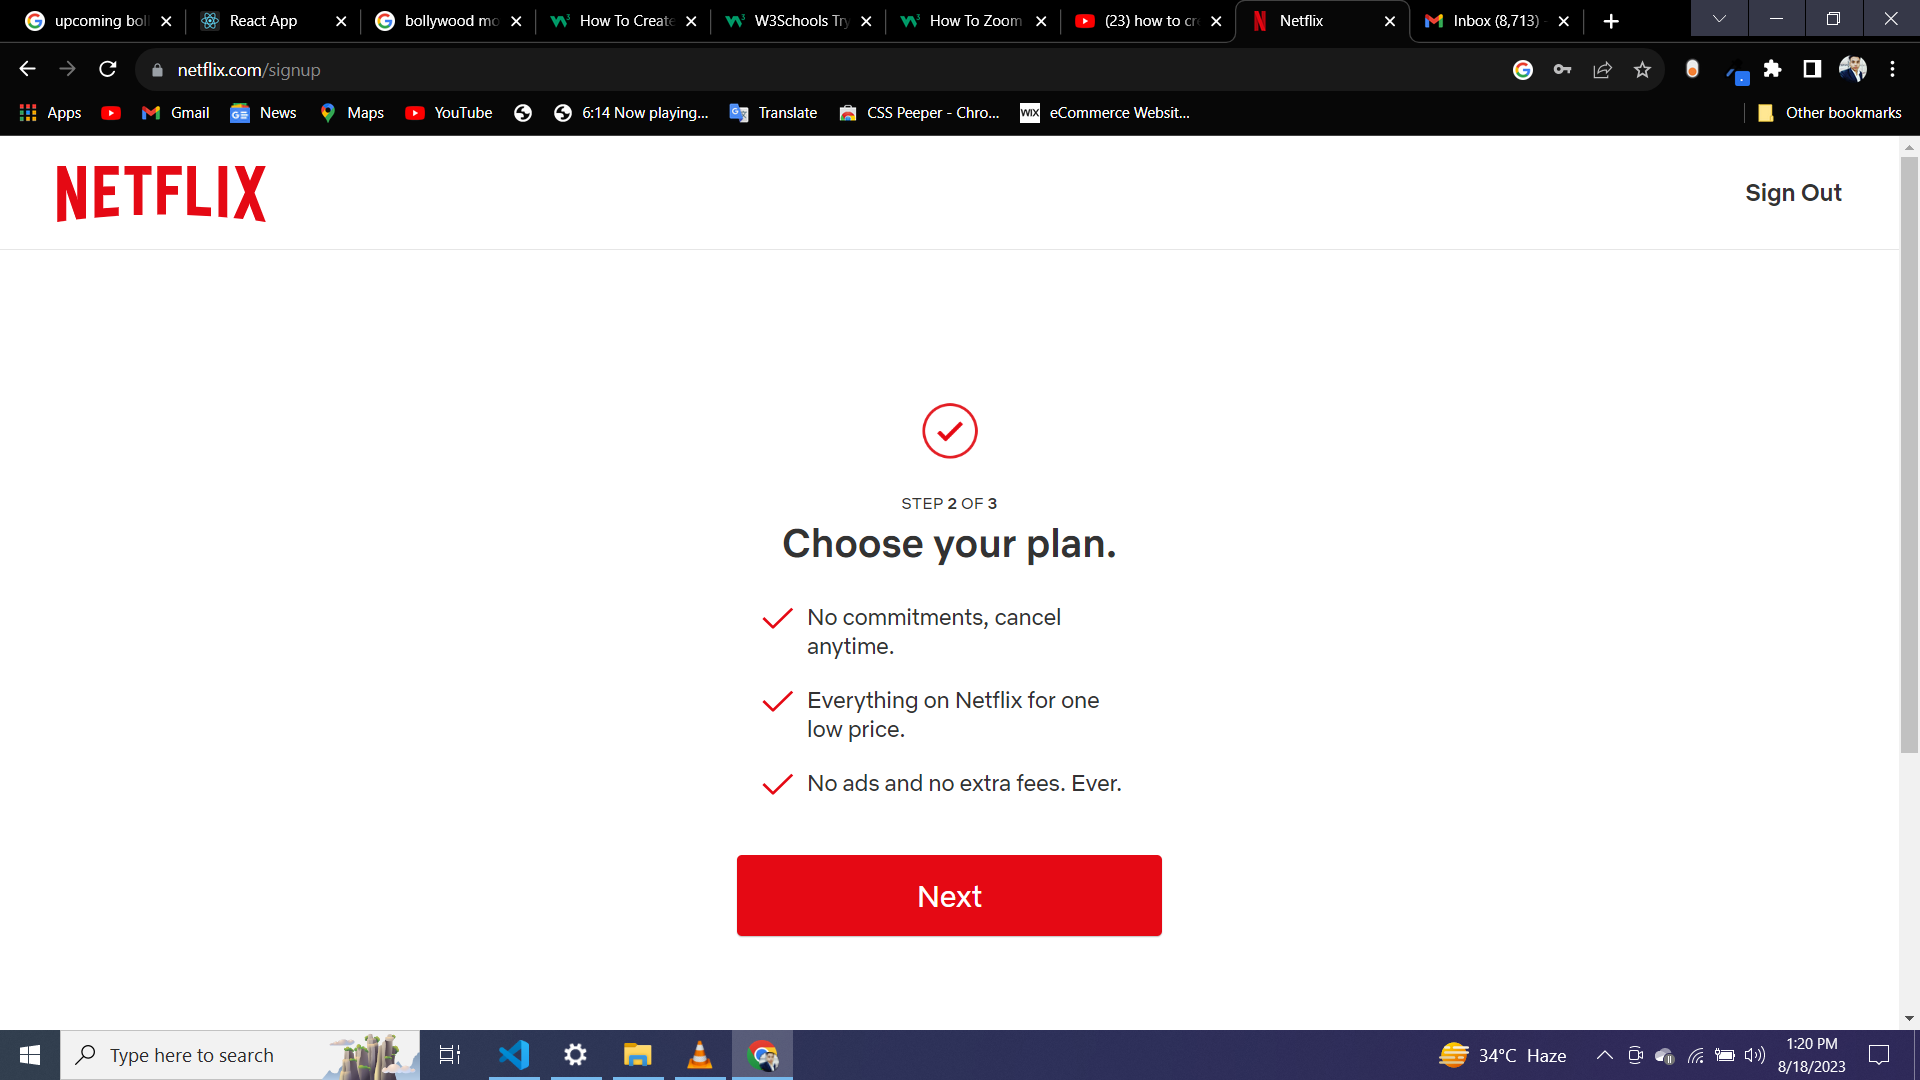 upcoming boll
React App
bollywood mo
How To Create
W3Schools Try
How To Zoom
(23) how to cre
Netflix
Inbox (8,713) -
netflix.com/signup
Apps
Gmail
News
Maps
YouTube
6:14 Now playing...
Translate
CSS Peeper - Chro...
WIX
eCommerce Websit...
Other bookmarks
NETFLIX
Sign Out
STEP 2 OF 3
Choose your plan.
No commitments, cancel
anytime.
Everything on Netflix for one
low price.
No ads and no extra fees. Ever.
Next
Type here to search
34°C Haze
1:20 PM
8/18/2023